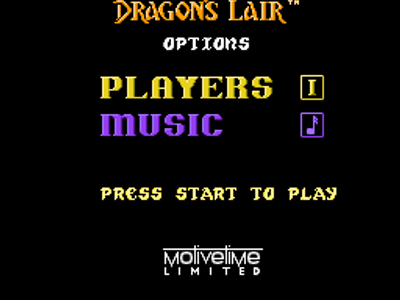 DRAGON'S LAIR™
OPTIONS
PLAYERS I
MUSIC ♪
PRESS START TO PLAY
Motivetime
LIMITED